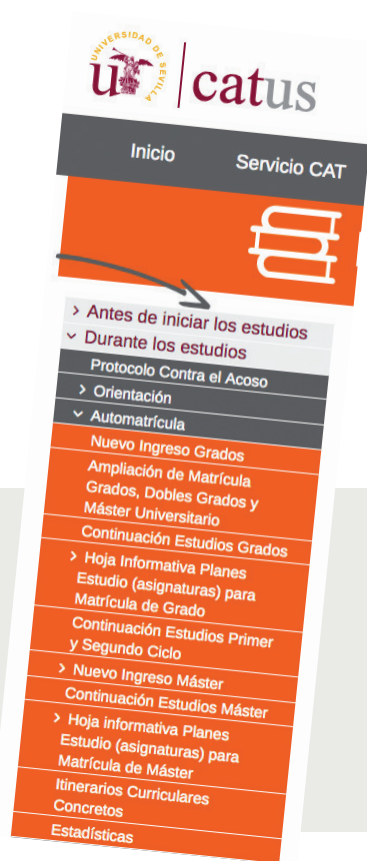 UNIVERSIDAD DE SEVILLA
us
catus
Inicio
Servicio CAT
> Antes de iniciar los estudios
Durante los estudios
Protocolo Contra el Acoso
> Orientación
Automatrícula
Nuevo Ingreso Grados
Ampliación de Matrícula
Grados, Dobles Grados y
Máster Universitario
Continuación Estudios Grados
> Hoja Informativa Planes
Estudio (asignaturas) para
Matrícula de Grado
Continuación Estudios Primer
y Segundo Ciclo
> Nuevo Ingreso Máster
Continuación Estudios Máster
> Hoja informativa Planes
Estudio (asignaturas) para
Matrícula de Máster
Itinerarios Curriculares
Concretos
Estadísticas